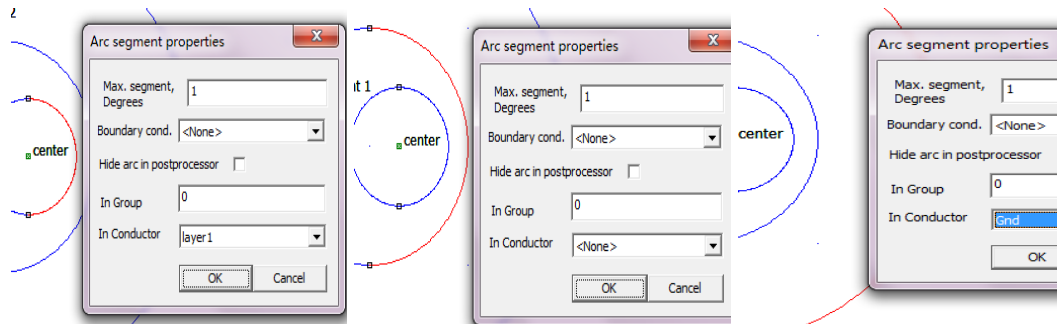 2
Arc segment properties
X
Max. segment,
Degrees
1
Boundary cond.
<None>
center
Hide arc in postprocessor
In Group
0
In Conductor
layer1
OK
Cancel
Arc segment properties
X
t 1
Max. segment,
Degrees
1
Boundary cond.
<None>
center
Hide arc in postprocessor
In Group
0
In Conductor
<None>
OK
Cancel
Arc segment properties
Max. segment,
Degrees
1
Boundary cond.
<None>
center
Hide arc in postprocessor
In Group
0
In Conductor
Gnd
OK